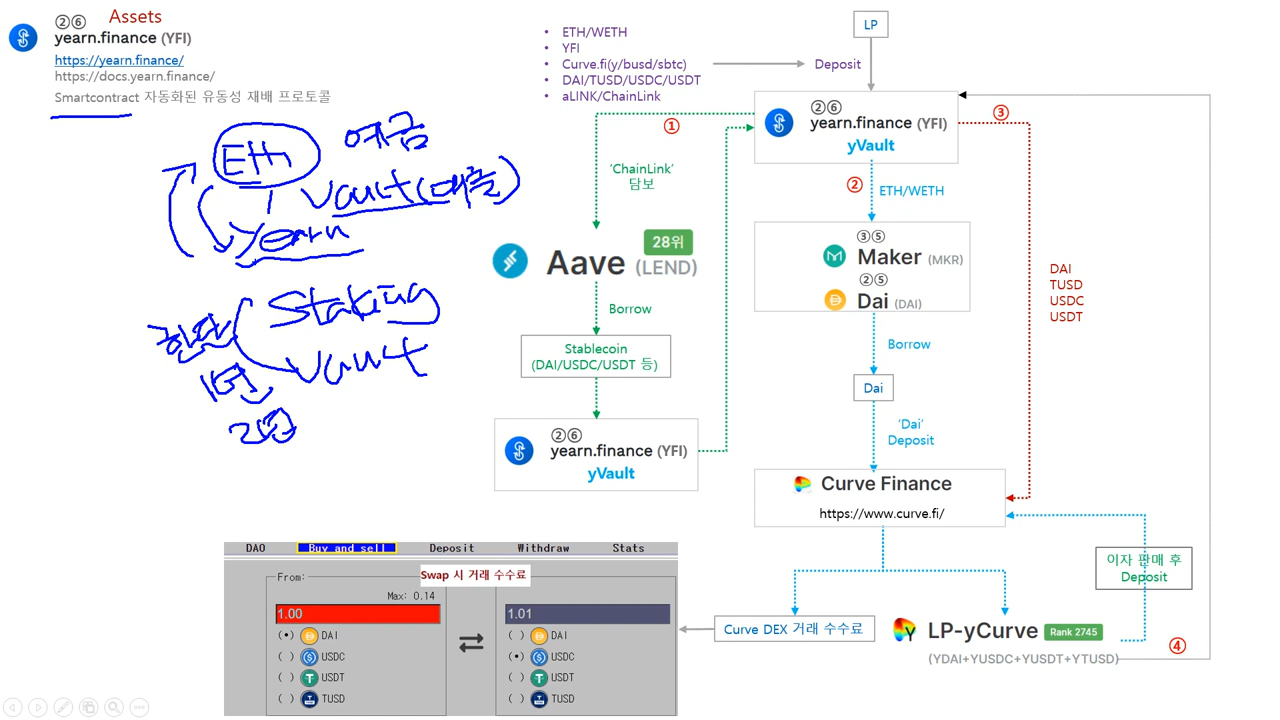 ②⑥
Assets
yearn.finance (YFI)
https://yearn.finance/
https://docs.yearn.finance/
Smartcontract 자동화된 유동성 재배 프로토콜
Eth
예금
Vault(대출)
Yearn
Staking
Vault
1번
2번
• ETH/WETH
• YFI
• Curve.fi(y/busd/sbtc)
• DAI/TUSD/USDC/USDT
• aLINK/ChainLink
LP
Deposit
②⑥
yearn.finance (YFI)
yVault
①
②
③
'ChainLink'
담보
ETH/WETH
28위
Aave (LEND)
③⑤
Maker (MKR)
②⑤
Dai (DAI)
DAI
TUSD
USDC
USDT
Borrow
Stablecoin
(DAI/USDC/USDT 등)
Borrow
Dai
'Dai'
Deposit
②⑥
yearn.finance (YFI)
yVault
Curve Finance
https://www.curve.fi/
이자 판매 후
Deposit
DAO Buy and sell Deposit Withdraw Stats
Swap 시 거래 수수료
From:
Max: 0.14
1.00
1.01
(•) DAI
( ) USDC
( ) USDT
( ) TUSD
( ) DAI
(•) USDC
( ) USDT
( ) TUSD
Curve DEX 거래 수수료
LP-yCurve Rank 2745
(YDAI+YUSDC+YUSDT+YTUSD)
④